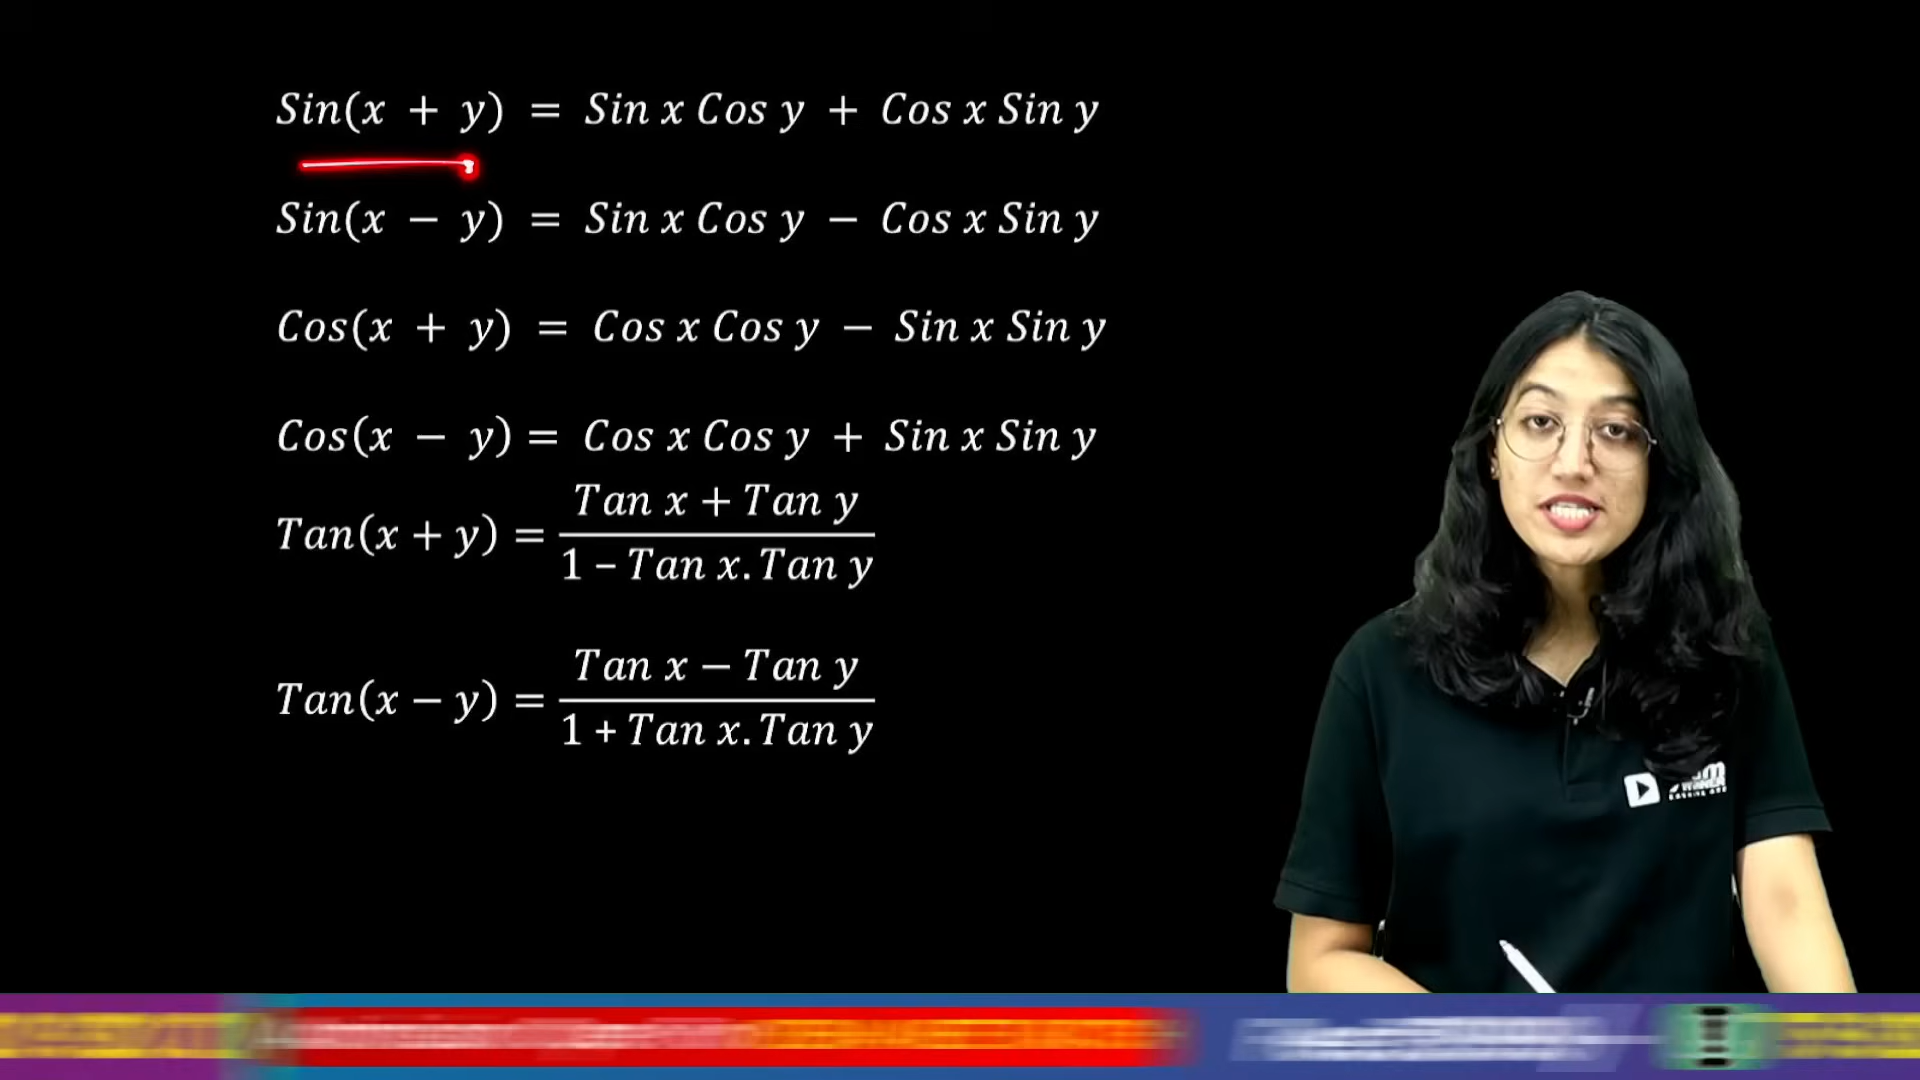 Sin(x + y) = Sin x Cos y + Cos x Sin y
Sin(x − y) = Sin x Cos y − Cos x Sin y
Cos(x + y) = Cos x Cos y − Sin x Sin y
Cos(x − y) = Cos x Cos y + Sin x Sin y
Tan(x + y) = Tan x + Tan y
1 – Tan x. Tan y
Tan(x − y) = Tan x − Tan y
1 + Tan x. Tan y